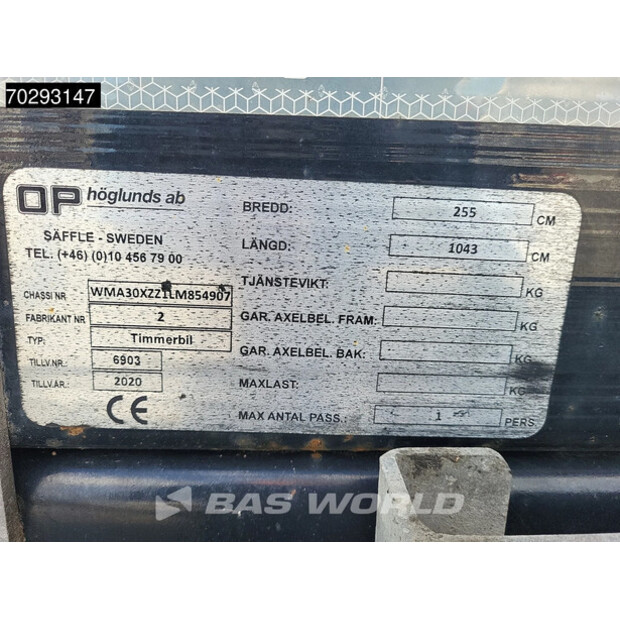 70293147
OP höglunds ab
SÄFFLE - SWEDEN
TEL: (+46) (0)10 456 79 00
CHASSI NR WMA30XZZ1LM854907
FABRIKANT NR 2
TYP: Timmerbil
TILLV.NR.: 6903
TILLV.ÅR: 2020
CE
BREDD: 255 CM
LÄNGD: 1043 CM
TJÄNSTEVIKT: KG
GAR. AXELBEL. FRAM: KG
GAR. AXELBEL. BAK: KG
MAXLAST: KG
MAX ANTAL PASS.: 1 PERS
BAS WORLD